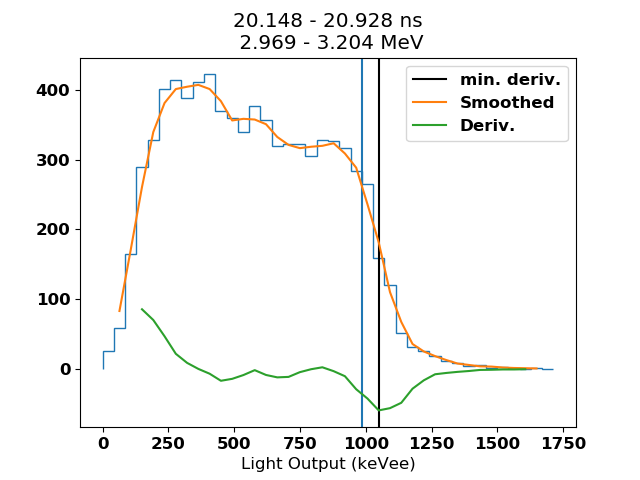 20.148 - 20.928 ns
2.969 - 3.204 MeV
min. deriv.
Smoothed
Deriv.
400
300
200
100
0
0 250 500 750 1000 1250 1500 1750
Light Output (keVee)